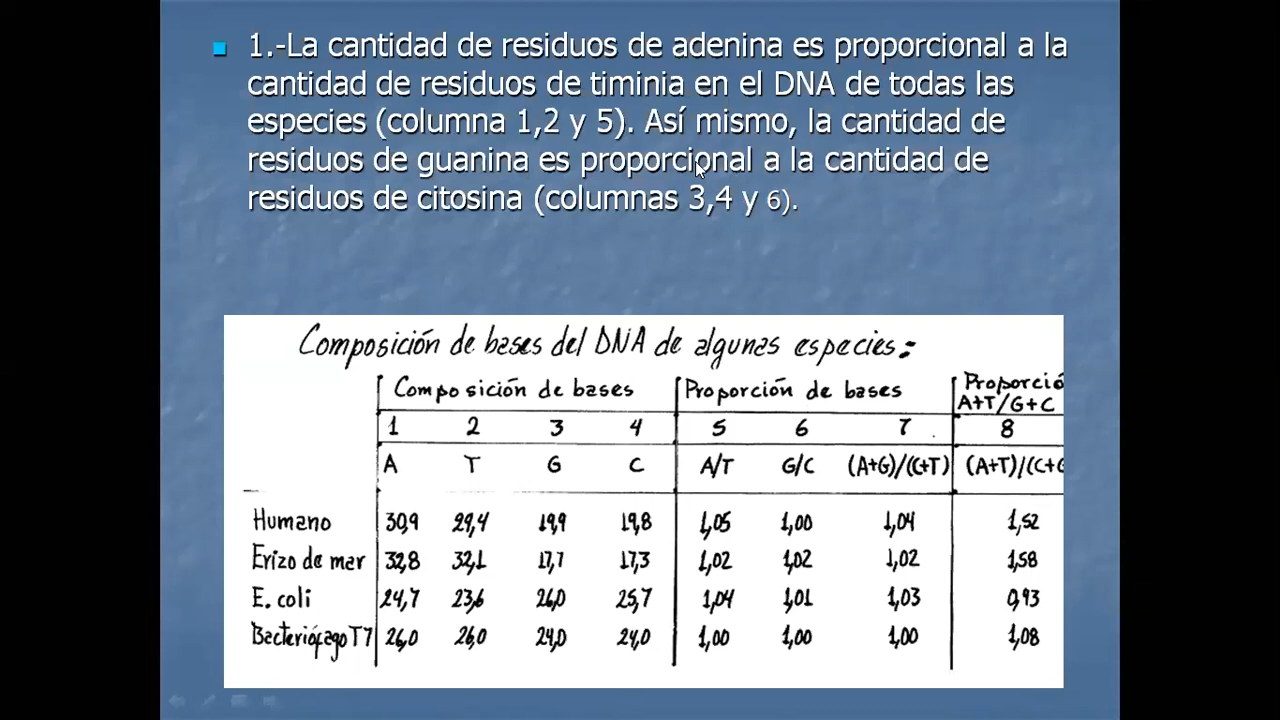 1.-La cantidad de residuos de adenina es proporcional a la
cantidad de residuos de timinia en el DNA de todas las
especies (columna 1,2 y 5). Así mismo, la cantidad de
residuos de guanina es proporcional a la cantidad de
residuos de citosina (columnas 3,4 y 6).
Composición de bases del DNA de algunas especies:
Composición de bases Proporción de bases Proporció
A+T/G+C
1 2 3 4 5 6 7 8
A T G C A/T G/C (A+G)/(C+T) (A+T)/(C+G
Humano 30,9 29,4 19,9 19,8 1,05 1,00 1,04 1,52
Erizo de mar 32,8 32,1 17,7 17,3 1,02 1,02 1,02 1,58
E. coli 24,7 23,6 26,0 25,7 1,04 1,01 1,03 0,93
Bacteriófago T7 26,0 26,0 24,0 24,0 1,00 1,00 1,00 1,08